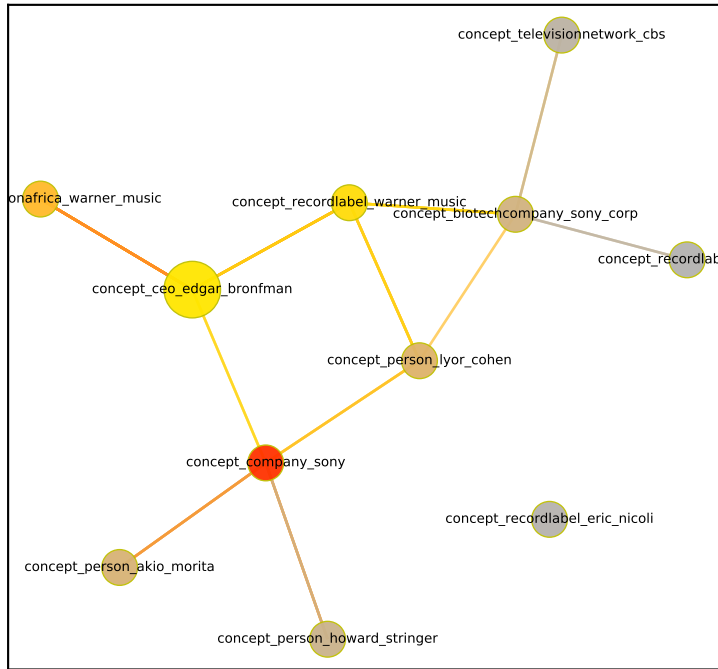 concept_televisionnetwork_cbs
onafrica_warner_music
concept_recordlabel_warner_music
concept_biotechcompany_sony_corp
concept_recordlab
concept_ceo_edgar_bronfman
concept_person_lyor_cohen
concept_company_sony
concept_recordlabel_eric_nicoli
concept_person_akio_morita
concept_person_howard_stringer